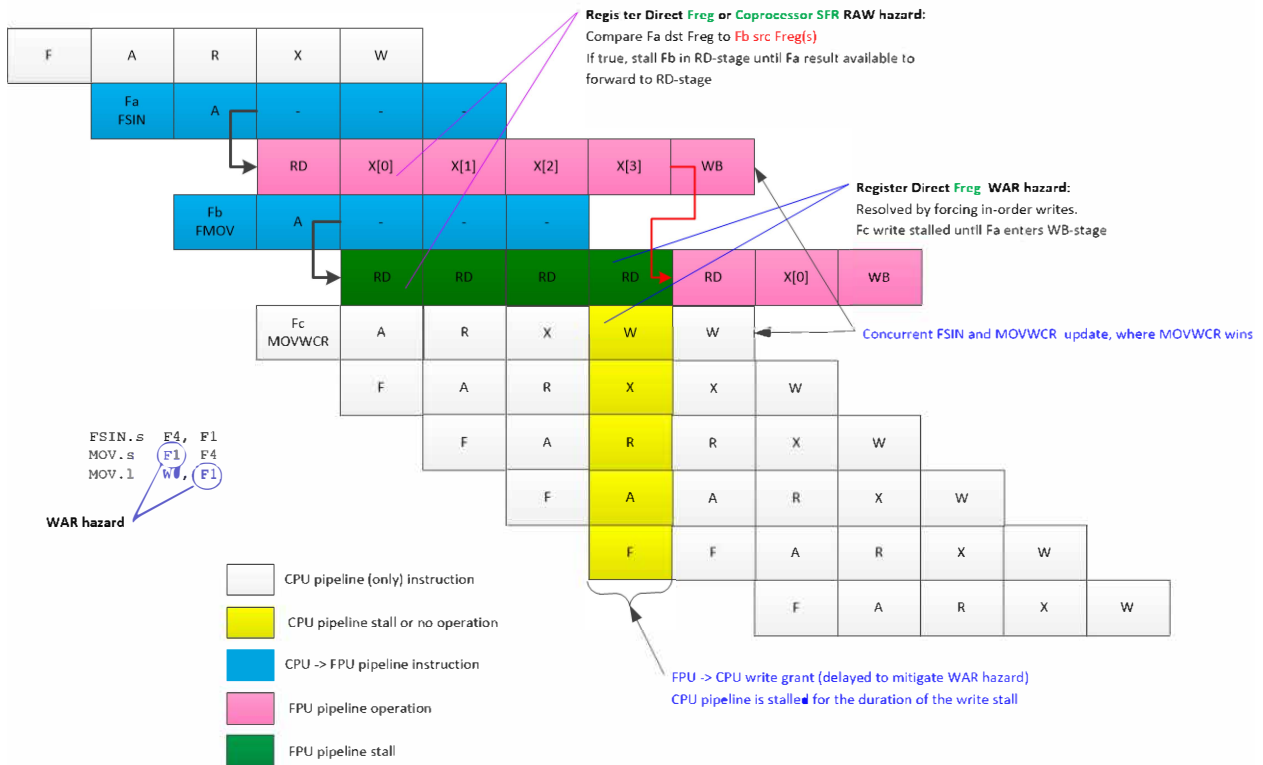 Regis ter Direct Freg or Coprocessor SFR RAW hazard:
Compare Fa dst Freg to Fb src Freg(s)
If true, stall Fb in RD-stage until Fa result available to
forward to RD-stage
F A R X W
Fa
FSIN
A - - -
RD X[0] X[1] X[2] X[3] WB
Register Direct Freg WAR hazard:
Resolved by forcing in-order writes.
Fc write stalled until Fa enters WB-stage
Fb
FMOV
A - - -
RD RD RD RD RD X[0] WB
Fc
MOVWCR
A R X W W
Concurrent FSIN and MOVWCR update, where MOVWCR wins
F A R X X W
F A R R X W
F A A R X W
F F A R X W
F A R X W
FSIN.s F4, F1
MOV.s F1 F4
MOV.l W0, F1
WAR hazard
CPU pipeline (only) instruction
CPU pipeline stall or no operation
CPU -> FPU pipeline instruction
FPU pipeline operation
FPU pipeline stall
FPU -> CPU write grant (delayed to mitigate WAR hazard)
CPU pipeline is stalled for the duration of the write stall